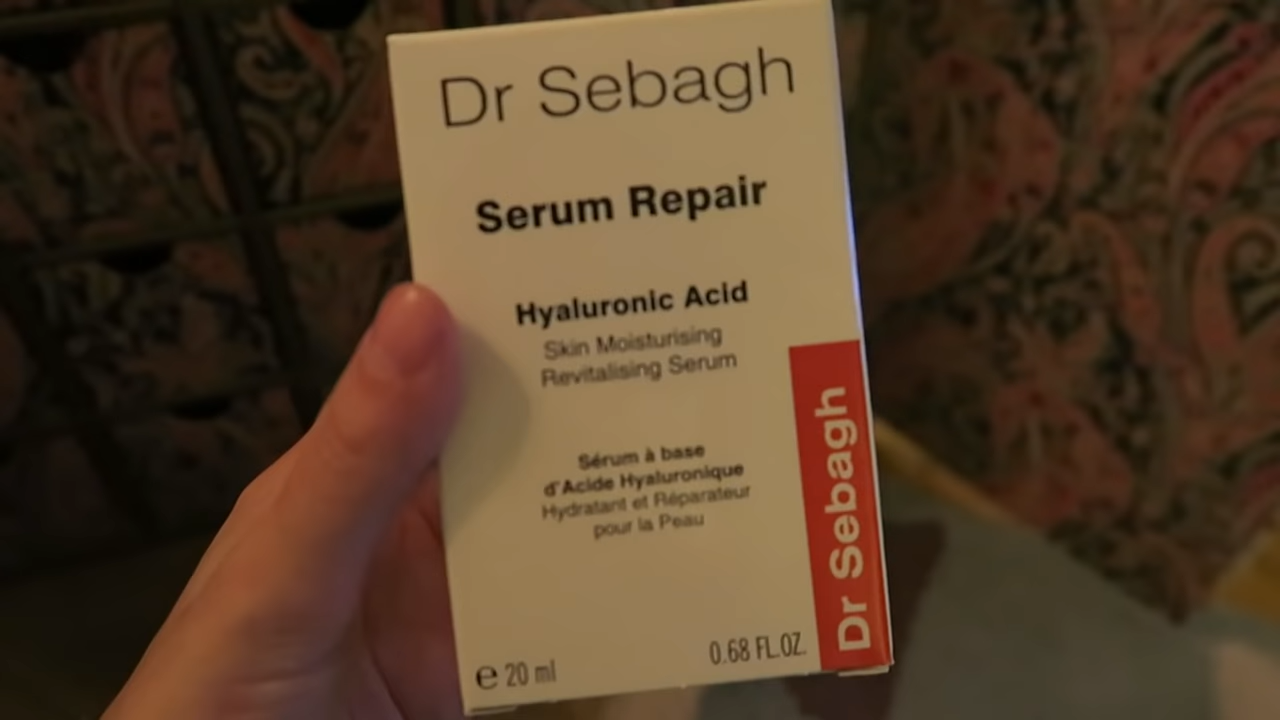 Dr Sebagh
Serum Repair
Hyaluronic Acid
Skin Moisturising
Revitalising Serum
Sérum à base
d'Acide Hyaluronique
Hydratant et Réparateur
pour la Peau
℮ 20 ml
0.68 FL.OZ.
Dr Sebagh